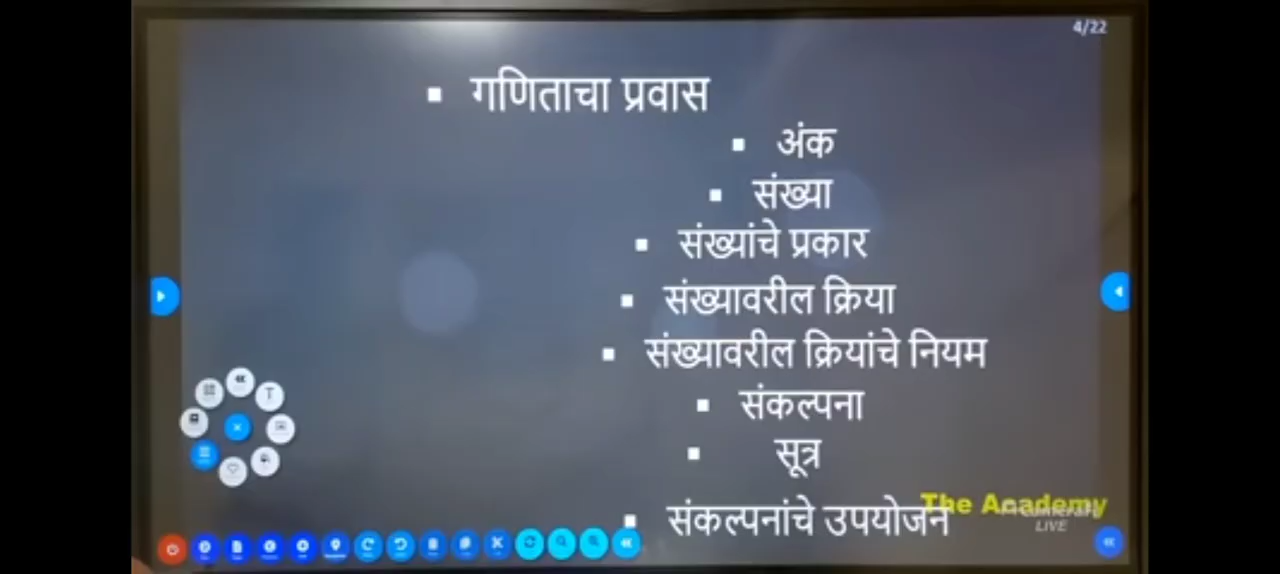 4/22
▪ गणिताचा प्रवास
▪ अंक
▪ संख्या
▪ संख्यांचे प्रकार
▪ संख्यावरील क्रिया
▪ संख्यावरील क्रियांचे नियम
▪ संकल्पना
▪ सूत्र
▪ संकल्पनांचे उपयोजन
The Academy
LIVE